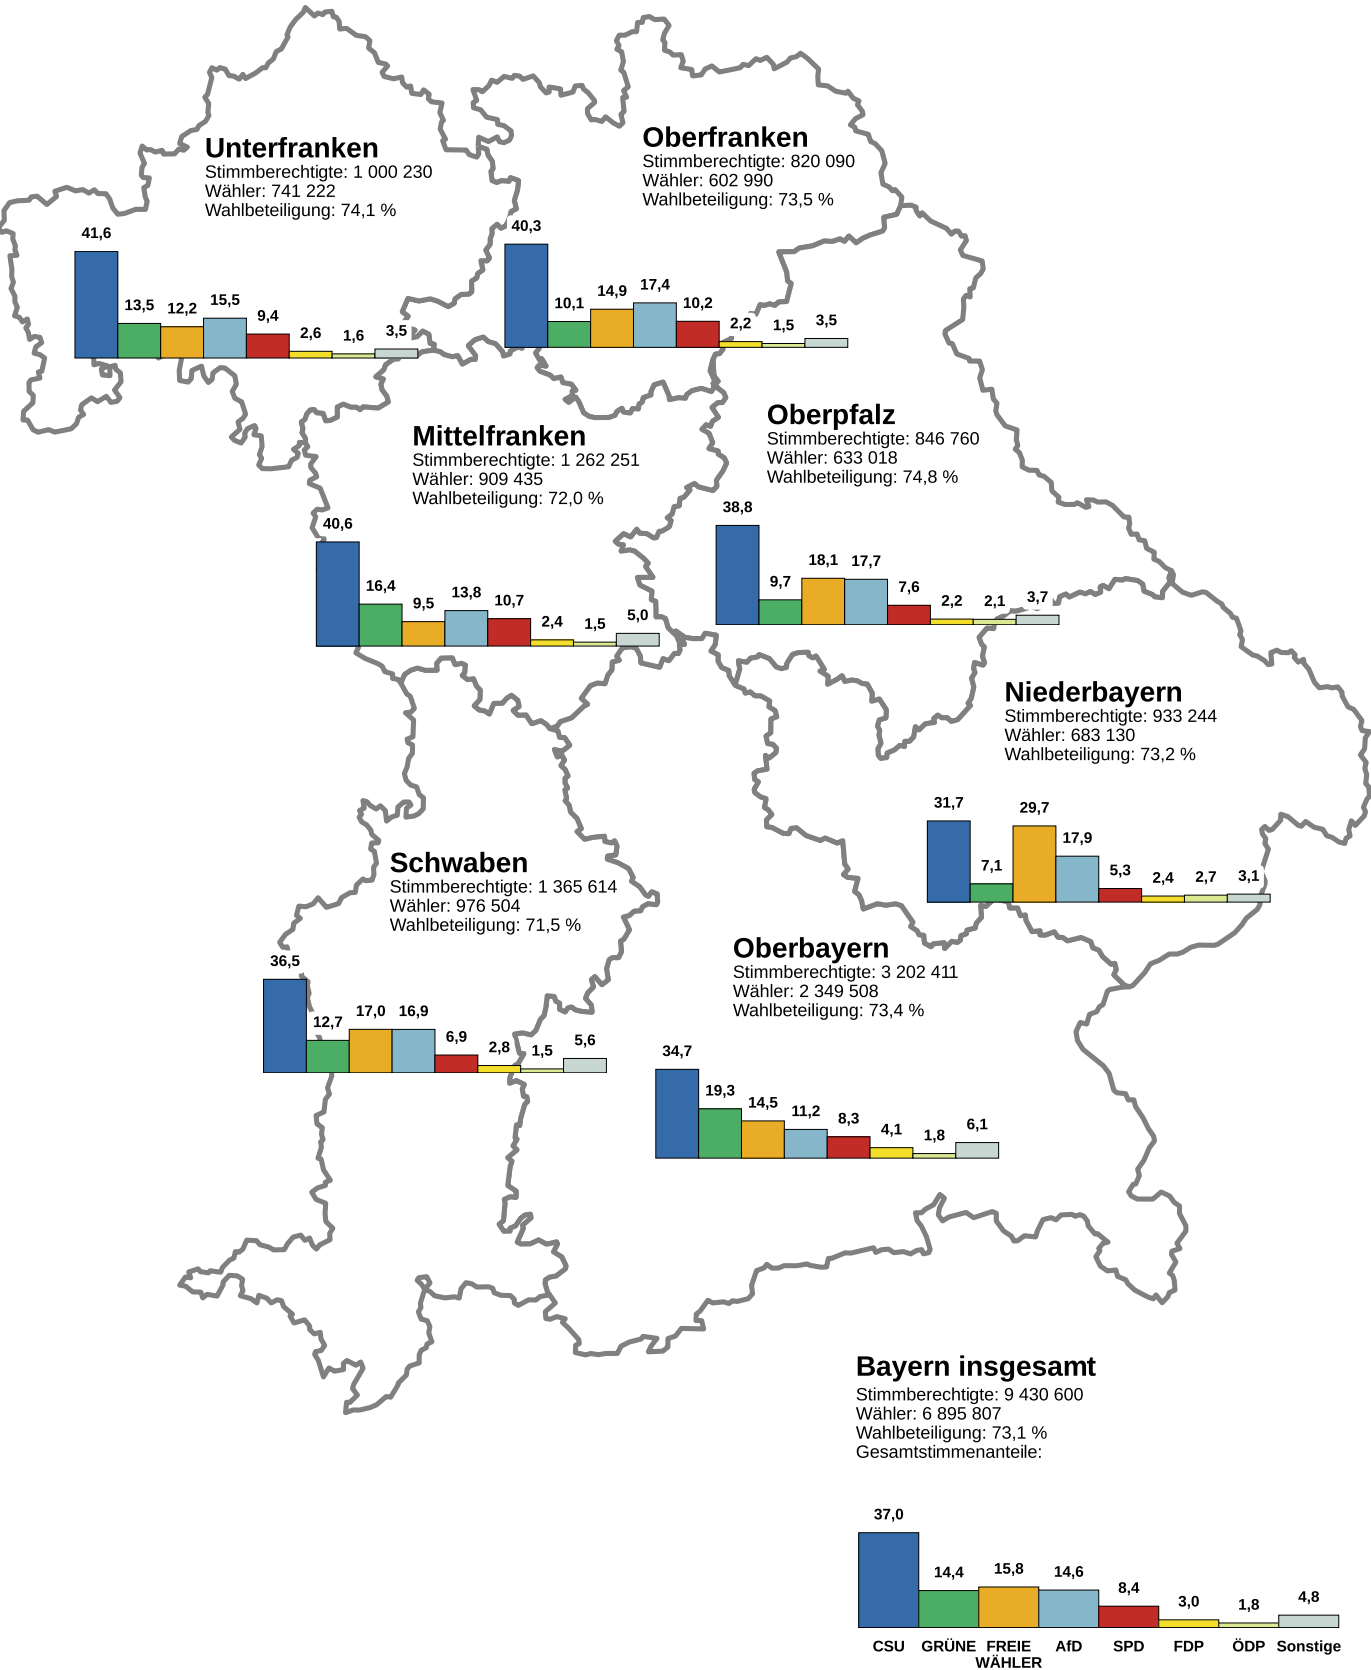 Unterfranken
Stimmberechtigte: 1 000 230
Wähler: 741 222
Wahlbeteiligung: 74,1 %
41,6
13,5
12,2
15,5
9,4
2,6
1,6
3,5
Oberfranken
Stimmberechtigte: 820 090
Wähler: 602 990
Wahlbeteiligung: 73,5 %
40,3
10,1
14,9
17,4
10,2
2,2
1,5
3,5
Mittelfranken
Stimmberechtigte: 1 262 251
Wähler: 909 435
Wahlbeteiligung: 72,0 %
40,6
16,4
9,5
13,8
10,7
2,4
1,5
5,0
Oberpfalz
Stimmberechtigte: 846 760
Wähler: 633 018
Wahlbeteiligung: 74,8 %
38,8
9,7
18,1
17,7
7,6
2,2
2,1
3,7
Niederbayern
Stimmberechtigte: 933 244
Wähler: 683 130
Wahlbeteiligung: 73,2 %
31,7
7,1
29,7
17,9
5,3
2,4
2,7
3,1
Schwaben
Stimmberechtigte: 1 365 614
Wähler: 976 504
Wahlbeteiligung: 71,5 %
36,5
12,7
17,0
16,9
6,9
2,8
1,5
5,6
Oberbayern
Stimmberechtigte: 3 202 411
Wähler: 2 349 508
Wahlbeteiligung: 73,4 %
34,7
19,3
14,5
11,2
8,3
4,1
1,8
6,1
Bayern insgesamt
Stimmberechtigte: 9 430 600
Wähler: 6 895 807
Wahlbeteiligung: 73,1 %
Gesamtstimmenanteile:
37,0
14,4
15,8
14,6
8,4
3,0
1,8
4,8
CSU
GRÜNE
FREIE
WÄHLER
AfD
SPD
FDP
ÖDP
Sonstige